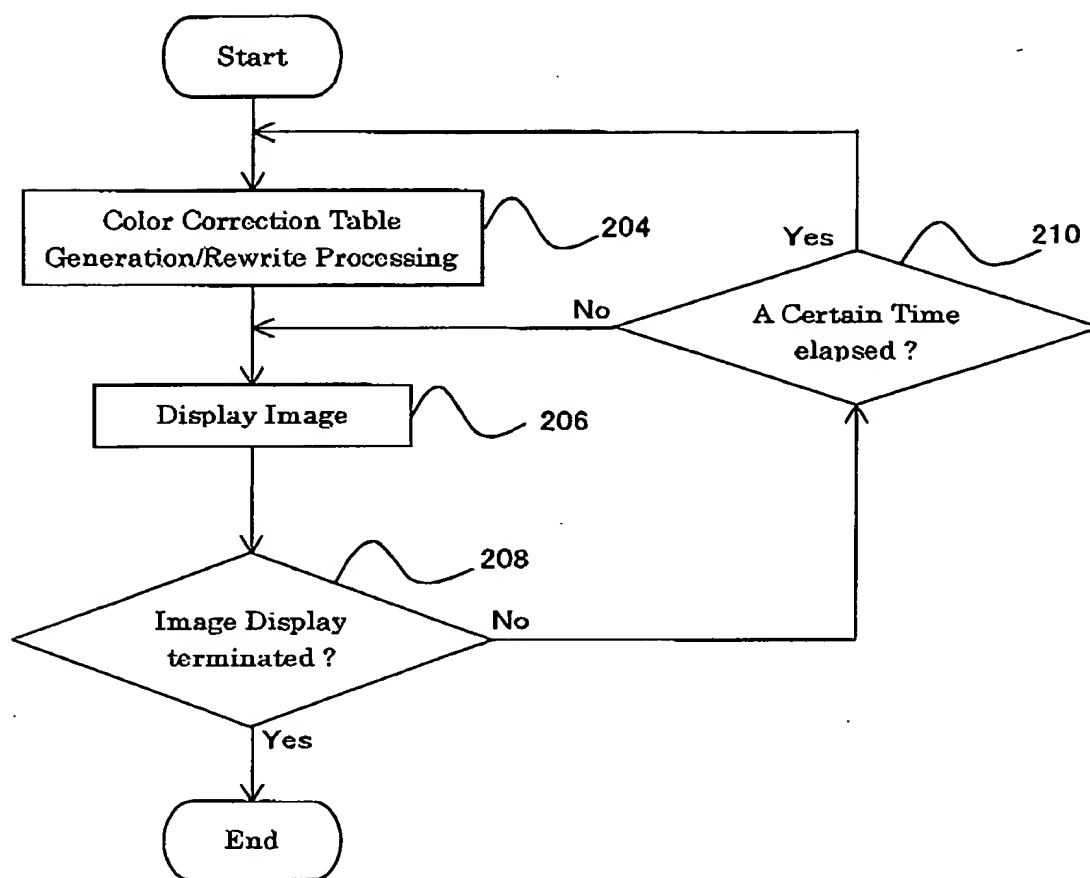 Start
Color Correction Table
Generation/Rewrite Processing
204
Yes
210
No
A Certain Time
elapsed ?
Display Image
206
208
Image Display
terminated ?
No
Yes
End